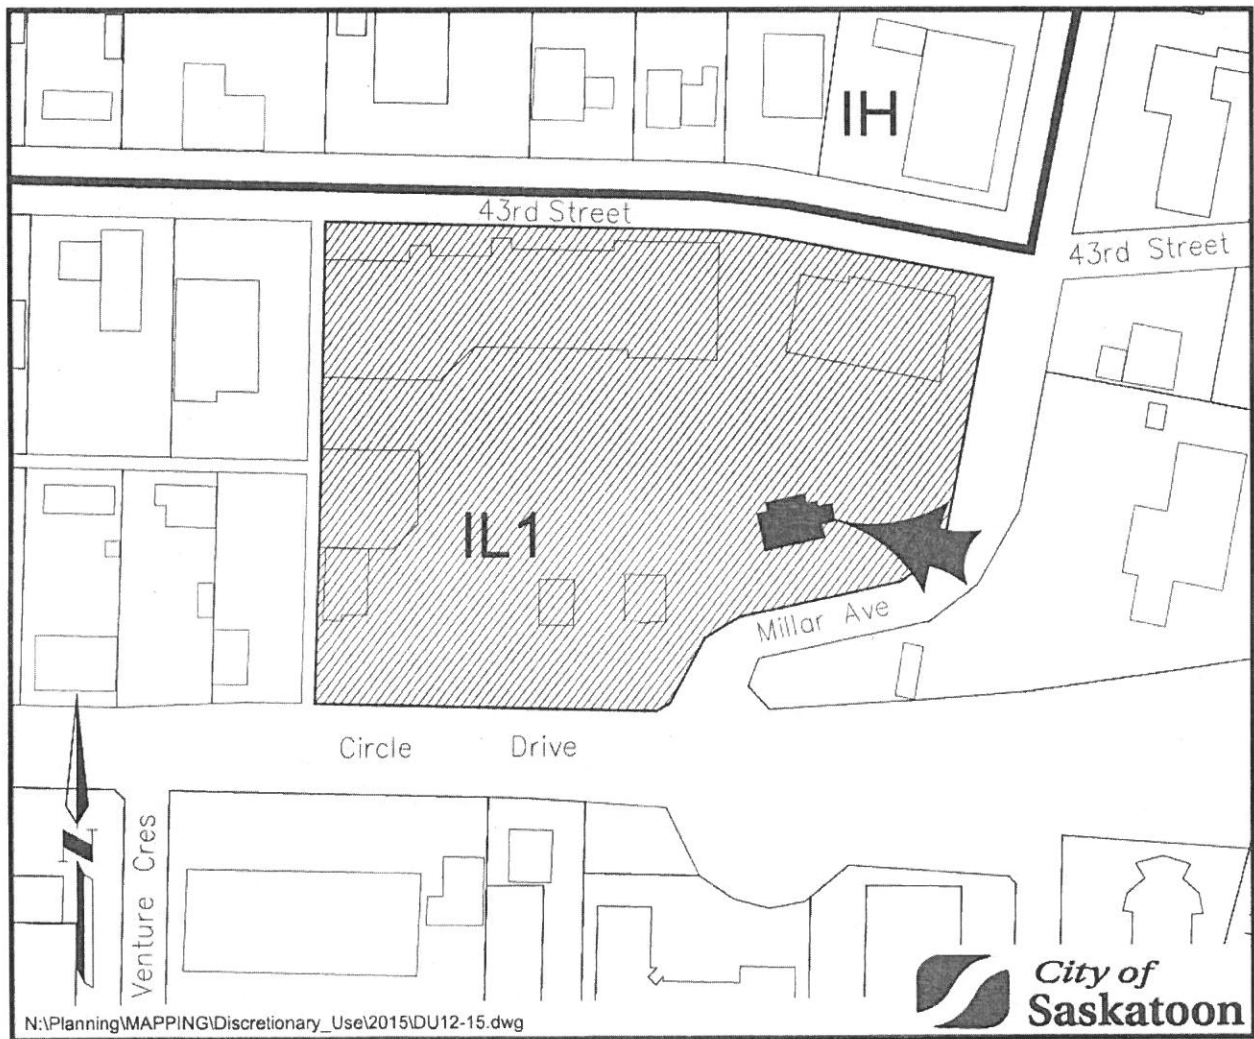 IH
43rd Street
43rd Street
IL1
Millar Ave
Circle Drive
Venture Cres
N
City of
Saskatoon
N:\Planning\MAPPING\Discretionary_Use\2015\DU12-15.dwg